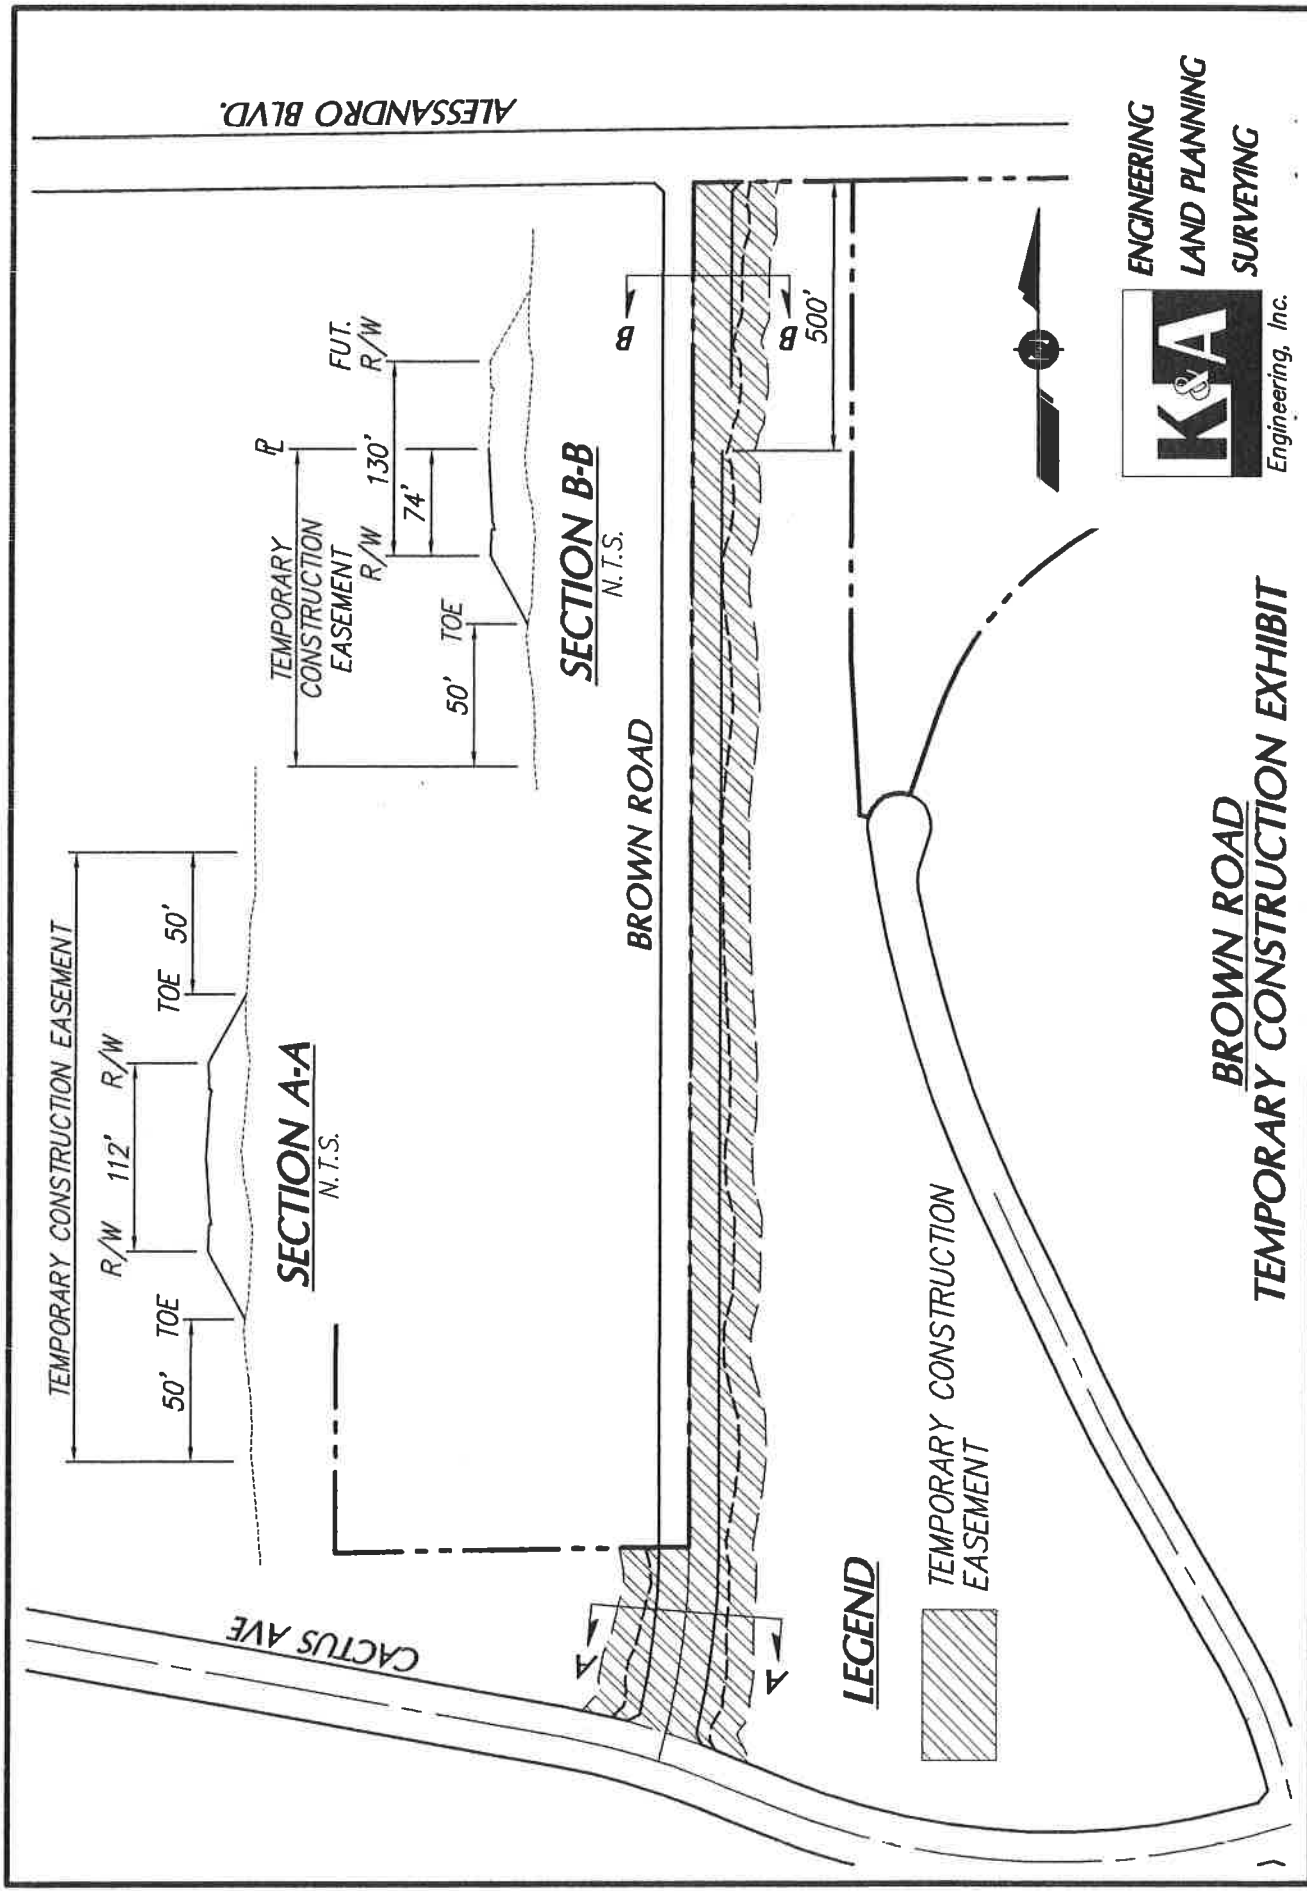 TEMPORARY CONSTRUCTION EASEMENT
50'
TOE
R/W
112'
R/W
TOE
50'
SECTION A-A
N.T.S.
TEMPORARY
CONSTRUCTION
EASEMENT
PL
FUT.
R/W
R/W
130'
74'
TOE
50'
SECTION B-B
N.T.S.
CACTUS AVE
ALESSANDRO BLVD.
BROWN ROAD
A
A
B
B
500'
LEGEND
TEMPORARY CONSTRUCTION
EASEMENT
BROWN ROAD
TEMPORARY CONSTRUCTION EXHIBIT
K&A
Engineering, Inc.
ENGINEERING
LAND PLANNING
SURVEYING